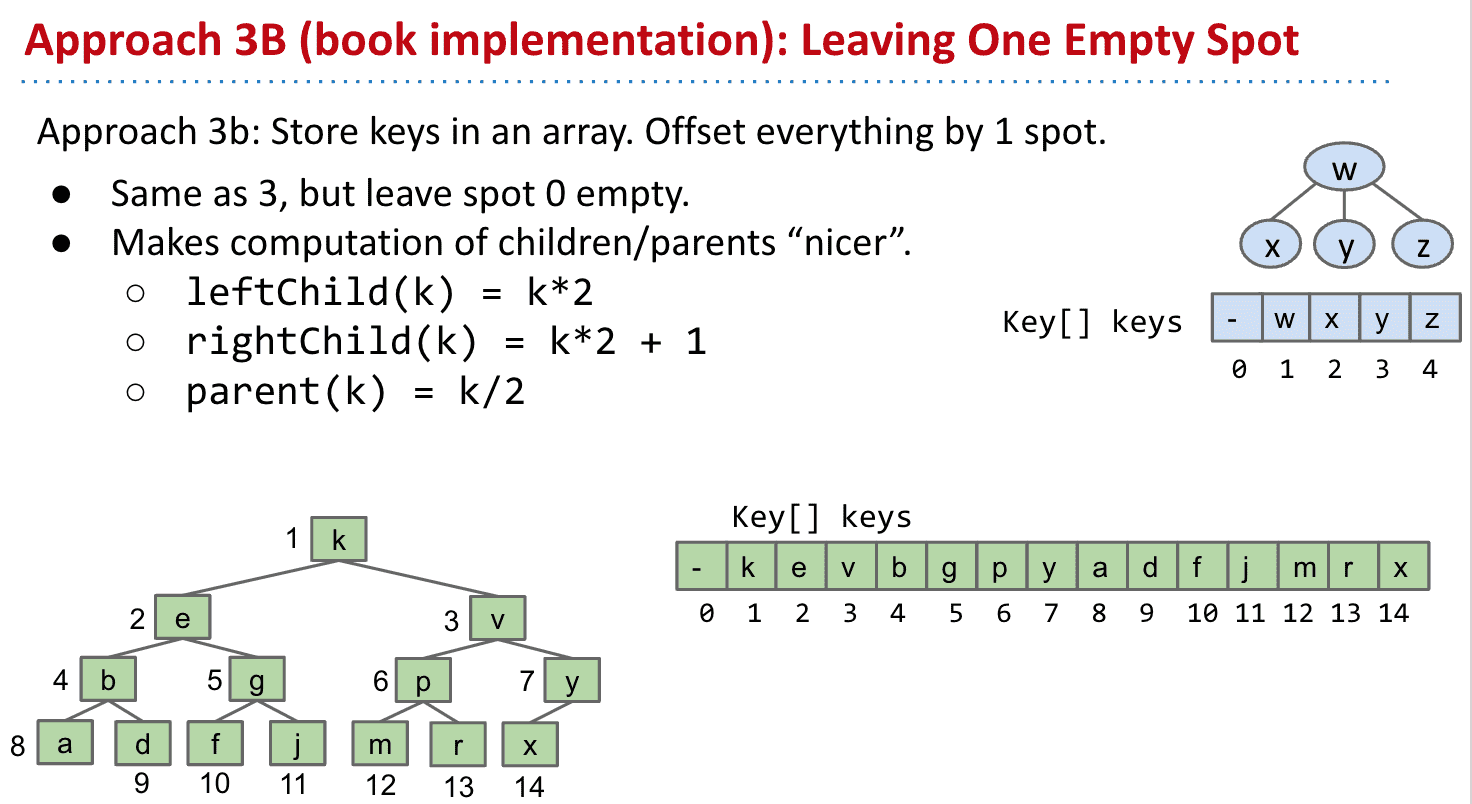 Approach 3B (book implementation): Leaving One Empty Spot
Approach 3b: Store keys in an array. Offset everything by 1 spot.
● Same as 3, but leave spot 0 empty.
● Makes computation of children/parents “nicer”.
○ leftChild(k) = k*2
○ rightChild(k) = k*2 + 1
○ parent(k) = k/2
w
x y z
Key[] keys - w x y z
0 1 2 3 4
1 k
2 e 3 v
4 b 5 g 6 p 7 y
8 a d f j m r x
9 10 11 12 13 14
Key[] keys
- k e v b g p y a d f j m r x
0 1 2 3 4 5 6 7 8 9 10 11 12 13 14